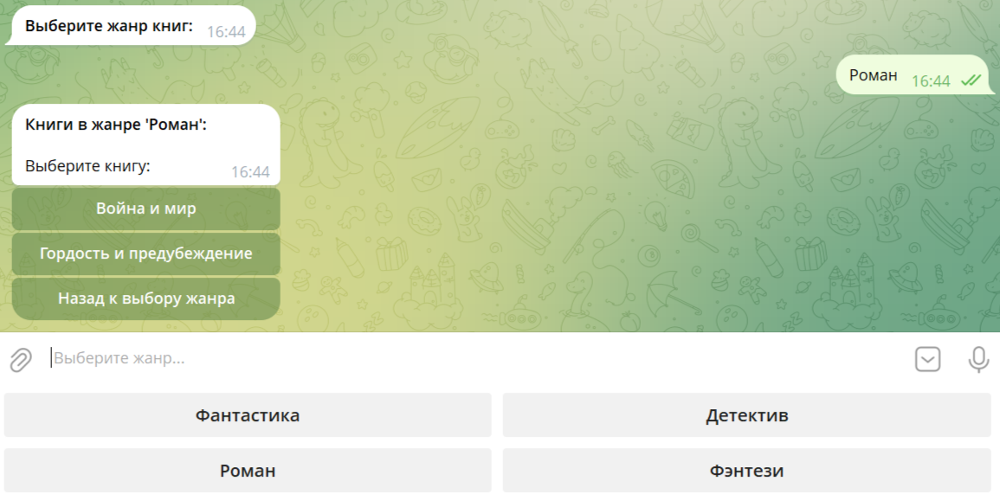 Выберите жанр книг:
16:44
Роман
16:44
Книги в жанре 'Роман':
Выберите книгу:
16:44
Война и мир
Гордость и предубеждение
Назад к выбору жанра
Выберите жанр...
Фантастика
Детектив
Роман
Фэнтези